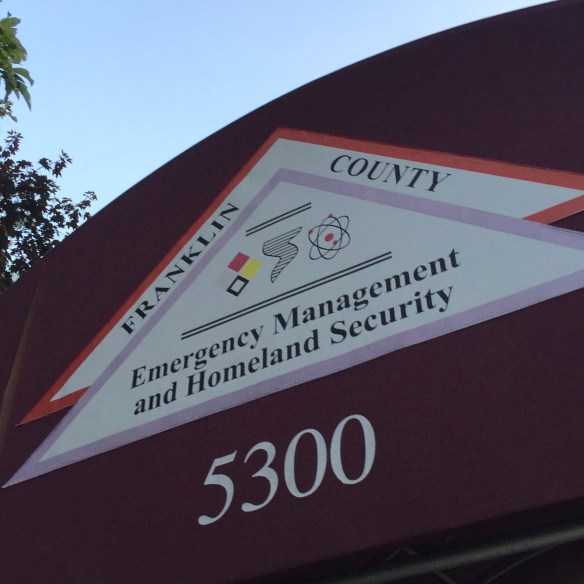 FRANKLIN COUNTY
Emergency Management
and Homeland Security
5300